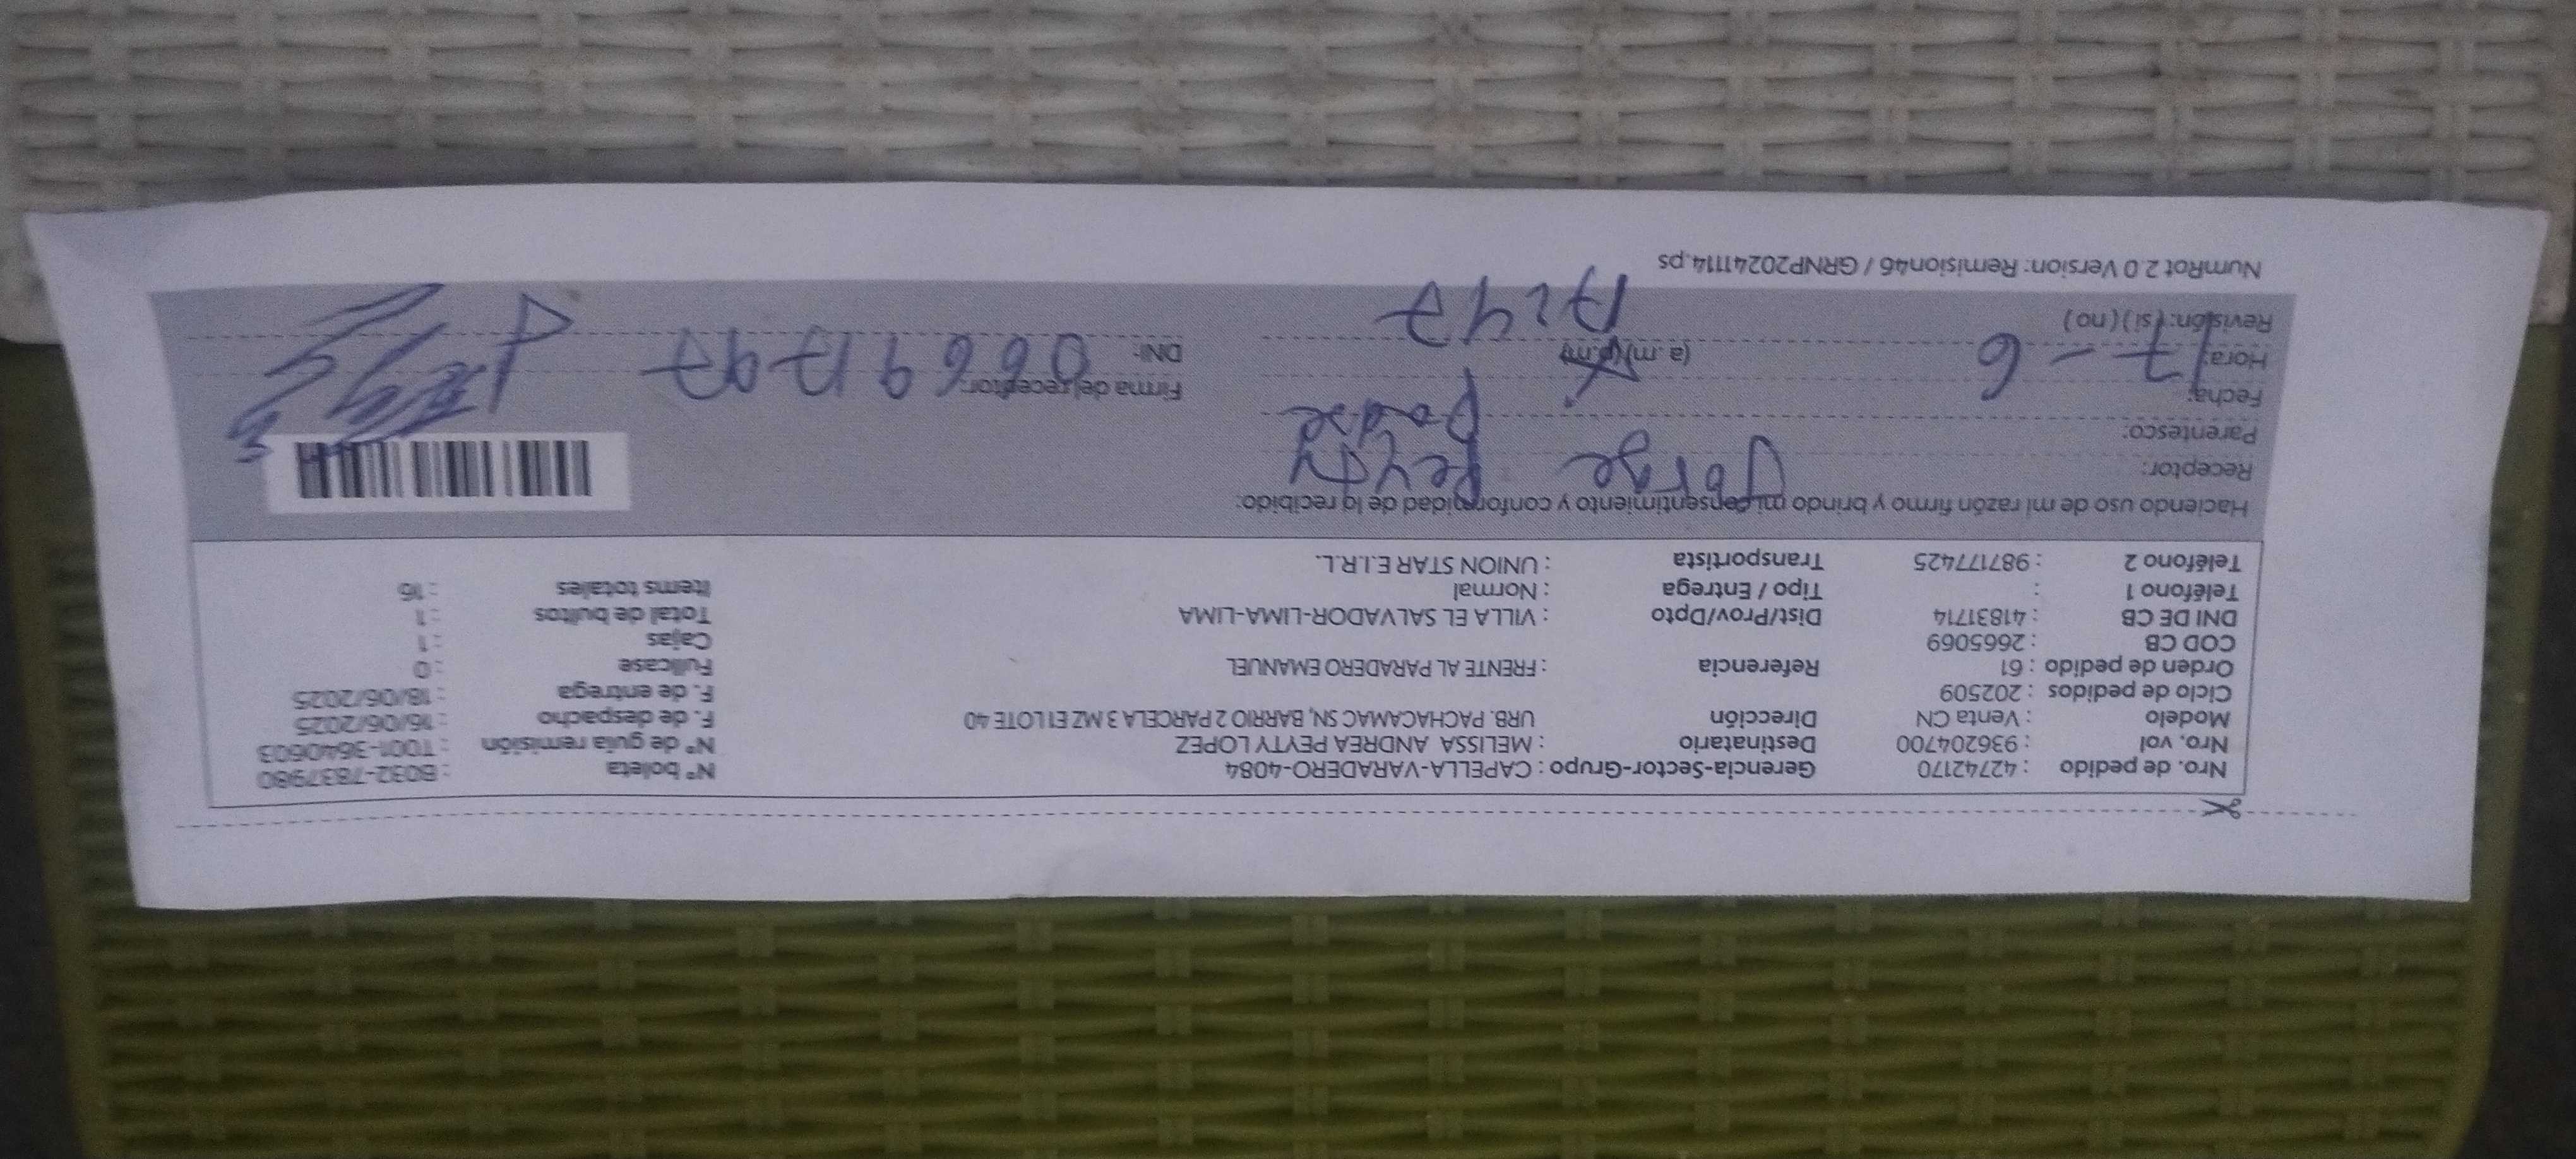 Nro. de pedido : 42742170 Gerencia-Sector-Grupo : CAPELLA-VARADERO-4084 Nº boleta : B032-7837980
Nro. vol : 936204700 Destinatario : MELISSA ANDREA PEYTY LOPEZ Nº de guía remisión : T001-3640603
Modelo : Venta CN Dirección URB. PACHACAMAC SN, BARRIO 2 PARCELA 3 MZ E1 LOTE 40 F. de despacho : 16/06/2025
Ciclo de pedidos : 202509 F. de entrega : 18/06/2025
Orden de pedido : 61 Referencia : FRENTE AL PARADERO EMANUEL Fullcase : 0
COD CB : 2665069 Cajas : 1
DNI DE CB : 41831714 Dist/Prov/Dpto : VILLA EL SALVADOR-LIMA-LIMA Total de bultos : 1
Teléfono 1 : Tipo / Entrega : Normal Items totales : 16
Teléfono 2 : 987177425 Transportista : UNION STAR E.I.R.L.
Haciendo uso de mi razón firmo y brindo mi consentimiento y conformidad de lo recibido:
Receptor: Jorge Peyty
Parentesco: Padre
Fecha: 17-6 Firma del receptor:
Hora: (a.m)(p.m) DNI: 06691797
Revisión: (si) (no) 17:47
NumRot 2.0 Version: Remision46 / GRNP20241114.ps